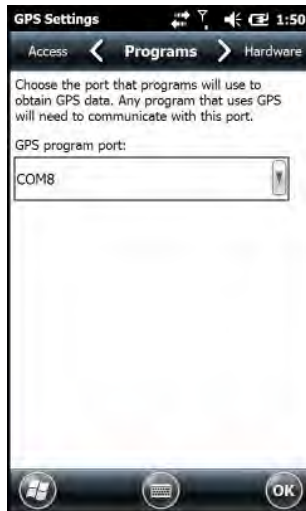 GPS Settings 1:50
Access Programs Hardware
Choose the port that programs will use to
obtain GPS data. Any program that uses GPS
will need to communicate with this port.
GPS program port:
COM8
OK